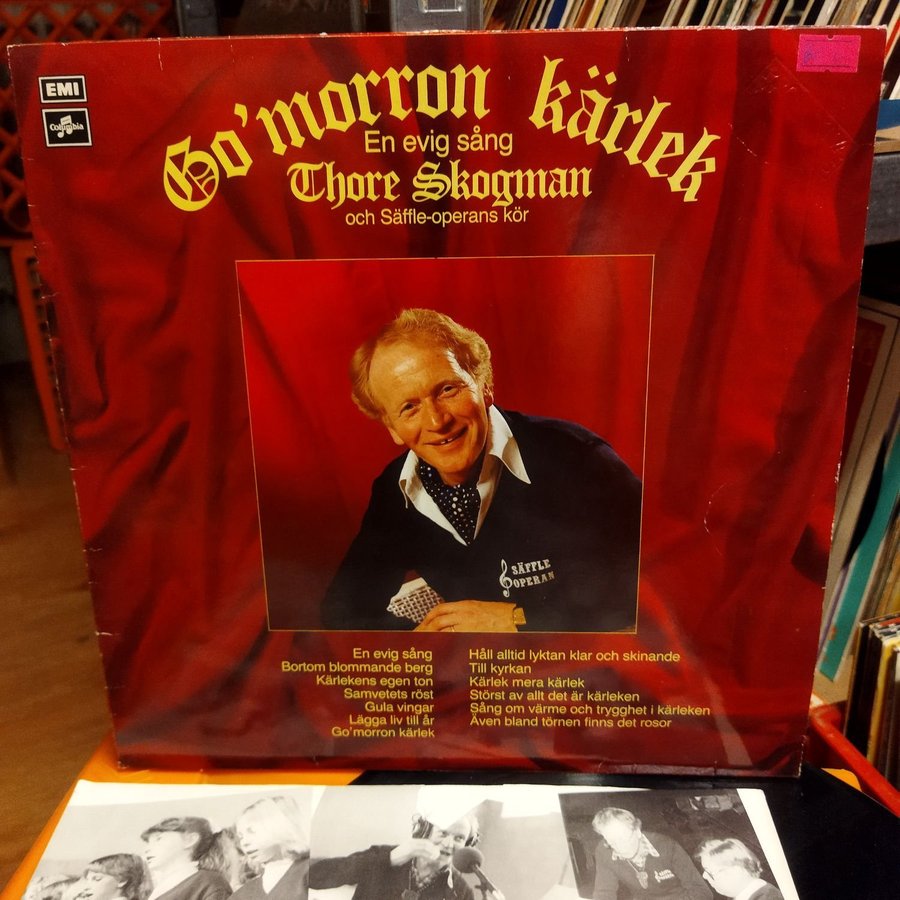 EMI
Columbia
Go'morron kärlek
En evig sång
Thore Skogman
och Säffle-operans kör
SÄFFLE
OPERAN
En evig sång
Bortom blommande berg
Kärlekens egen ton
Samvetets röst
Gula vingar
Lägga liv till år
Go'morron kärlek
Håll alltid lyktan klar och skinande
Till kyrkan
Kärlek mera kärlek
Störst av allt det är kärleken
Sång om värme och trygghet i kärleken
Även bland törnen finns det rosor